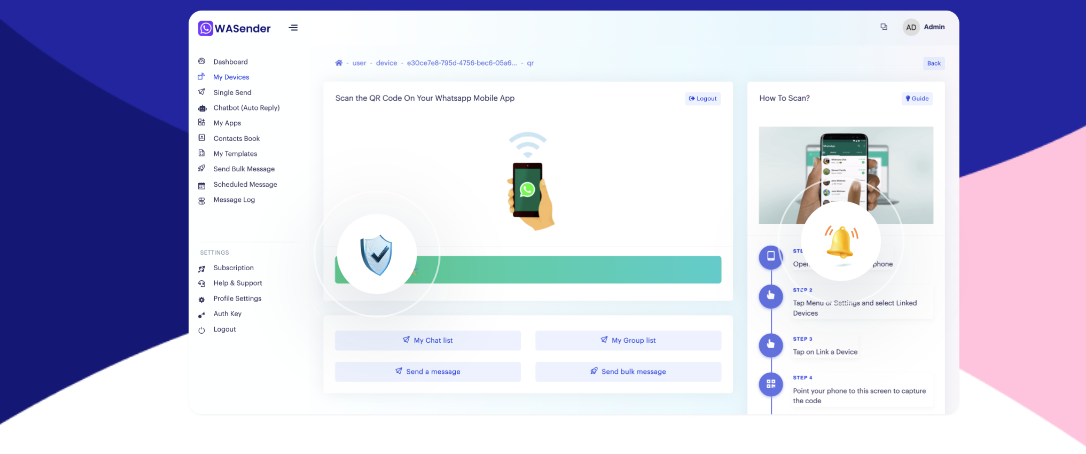 WASender
AD Admin
Dashboard
My Devices
Single Send
Chatbot (Auto Reply)
My Apps
Contacts Book
My Templates
Send Bulk Message
Scheduled Message
Message Log
SETTINGS
Subscription
Help & Support
Profile Settings
Auth Key
Logout
- user - device - e30ce7e8-795d-4756-bec6-05a6... - qr
Back
Scan the QR Code On Your Whatsapp Mobile App
Logout
My Chat list
My Group list
Send a message
Send bulk message
How To Scan?
Guide
STEP 2
Tap Menu or Settings and select Linked
Devices
STEP 3
Tap on Link a Device
STEP 4
Point your phone to this screen to capture
the code